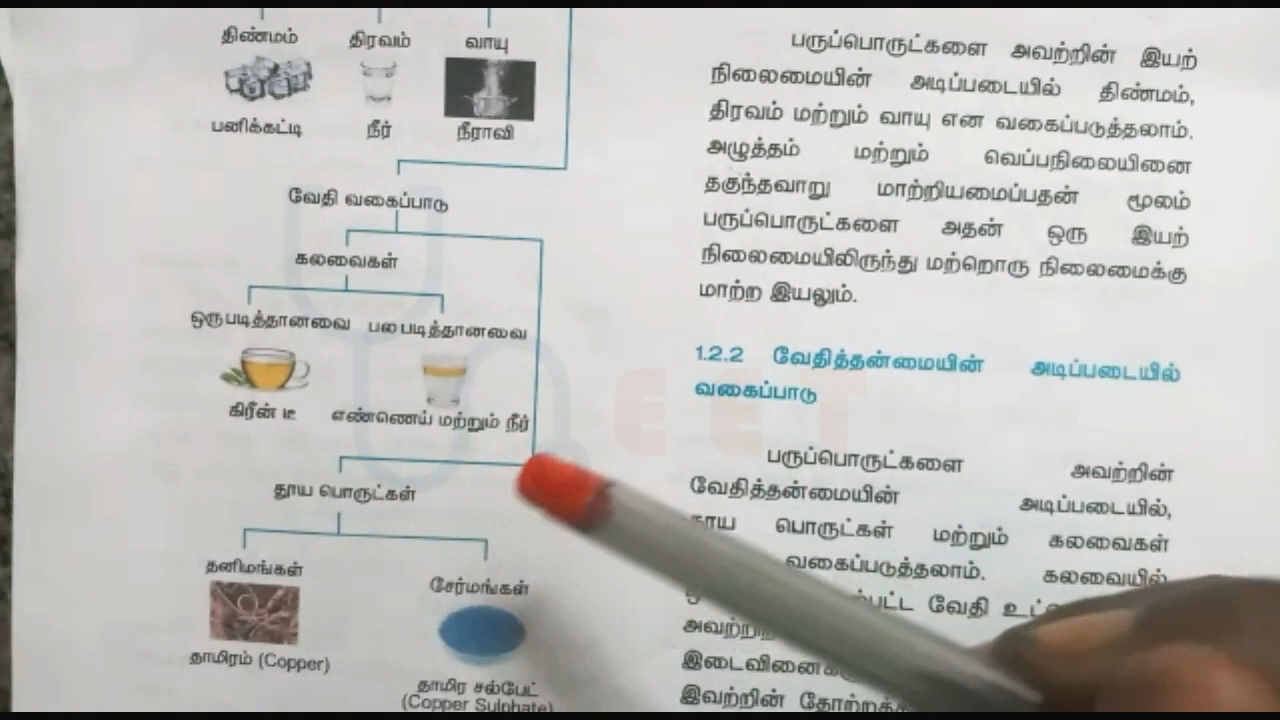 திண்மம் திரவம் வாயு
பனிக்கட்டி நீர் நீராவி
வேதி வகைப்பாடு
கலவைகள்
ஒருபடித்தானவை பலபடித்தானவை
கிரீன் டீ எண்ணெய் மற்றும் நீர்
தூய பொருட்கள்
தனிமங்கள் சேர்மங்கள்
தாமிரம் (Copper)
தாமிர சல்பேட்
(Copper Sulphate)
பருப்பொருட்களை அவற்றின் இயற்
நிலைமையின் அடிப்படையில் திண்மம்,
திரவம் மற்றும் வாயு என வகைப்படுத்தலாம்.
அழுத்தம் மற்றும் வெப்பநிலையினை
தகுந்தவாறு மாற்றியமைப்பதன் மூலம்
பருப்பொருட்களை அதன் ஒரு இயற்
நிலைமையிலிருந்து மற்றொரு நிலைமைக்கு
மாற்ற இயலும்.
1.2.2 வேதித்தன்மையின் அடிப்படையில்
வகைப்பாடு
பருப்பொருட்களை அவற்றின்
வேதித்தன்மையின் அடிப்படையில்,
தூய பொருட்கள் மற்றும் கலவைகள்
வகைப்படுத்தலாம். கலவையில்
வேதி
இவற்றின்